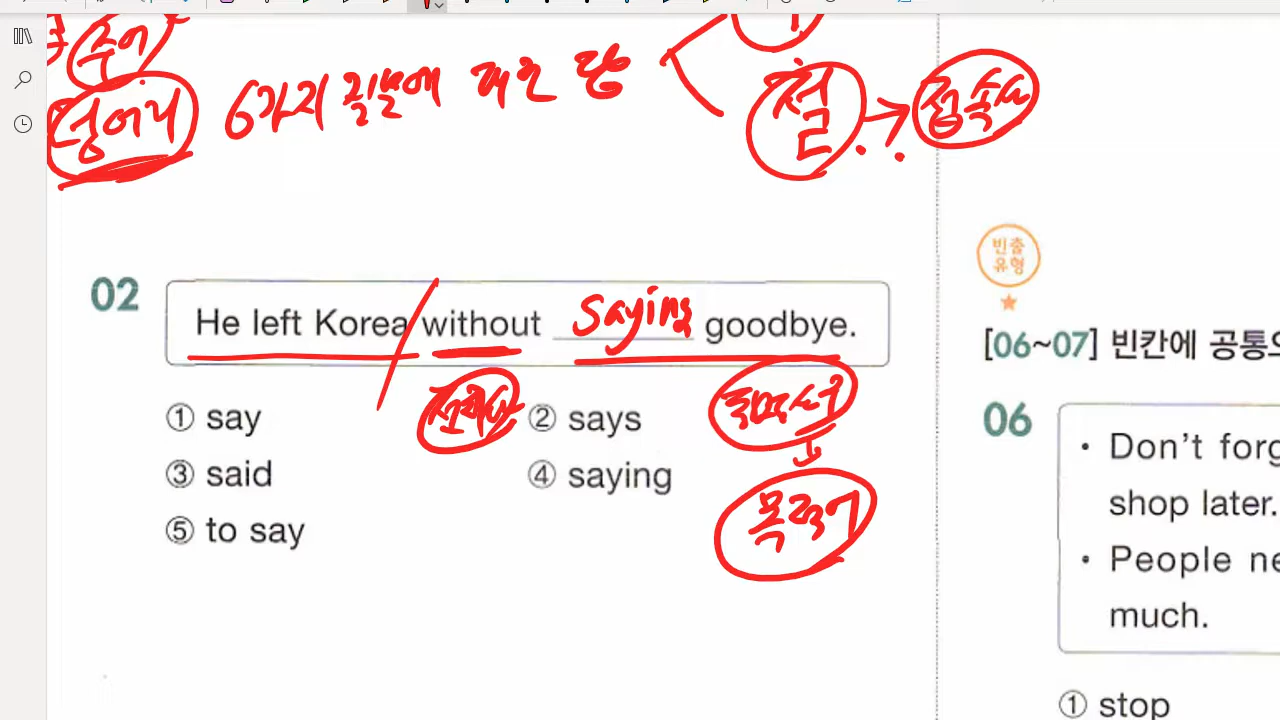 주어
덩어리 6가지 질문에 대한 답
절 → 접속사
02 He left Korea / without saying goodbye.
전치사
① say ② says
③ said ④ saying
목적어
⑤ to say
빈출
유형
[06~07] 빈칸에 공통으
06
• Don't forg
shop later.
• People ne
much.
① stop